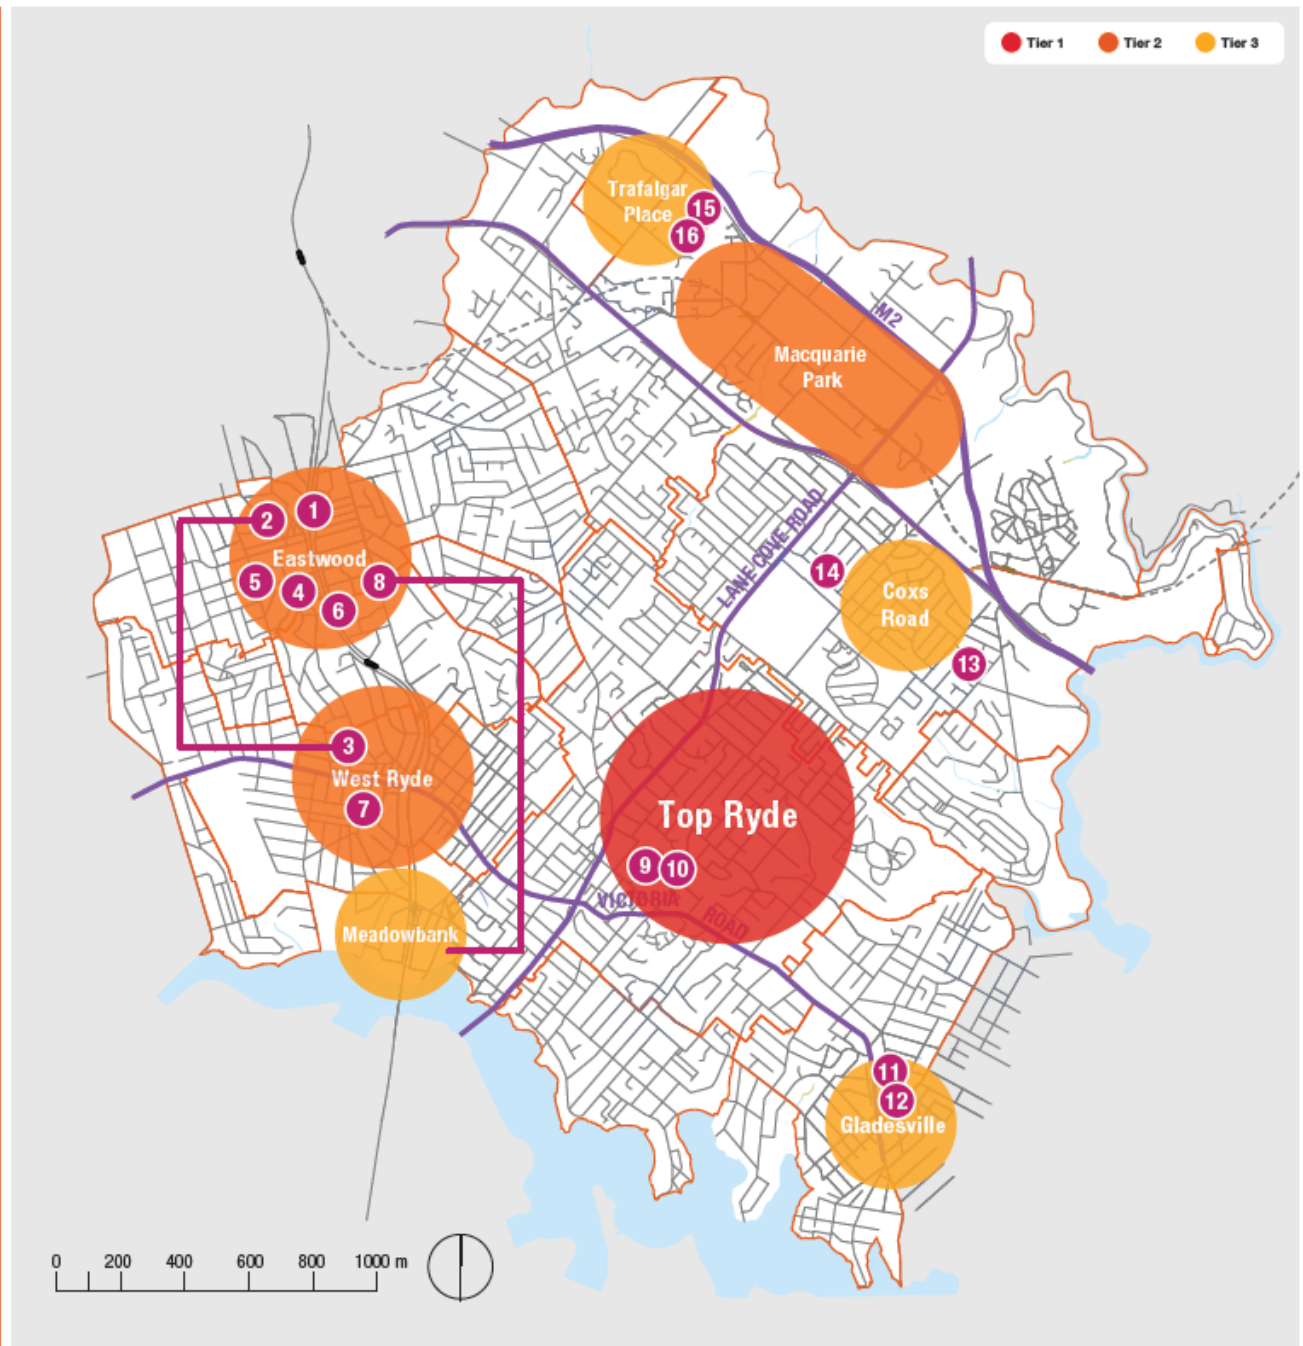 Tier 1 Tier 2 Tier 3
Trafalgar
Place
15
16
M2
Macquarie
Park
LANE COVE ROAD
1
2
Eastwood
5
4
8
6
14
Coxs
Road
13
3
West Ryde
7
Top Ryde
9
10
VICTORIA ROAD
Meadowbank
11
12
Gladesville
0 200 400 600 800 1000 m